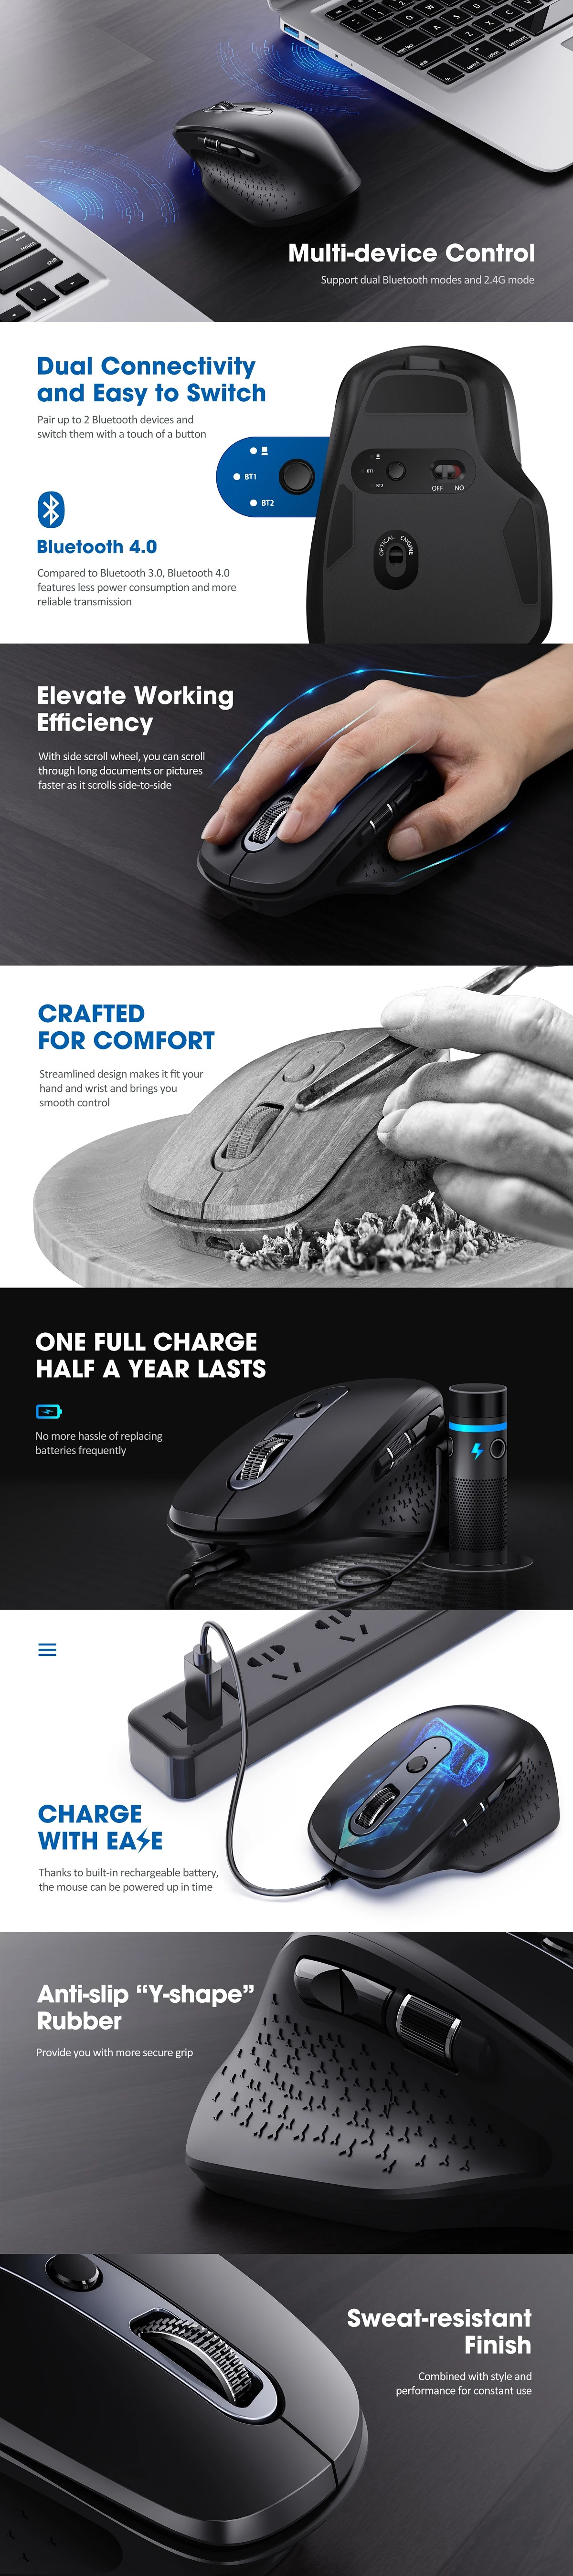 Multi-device Control
Support dual Bluetooth modes and 2.4G mode
Dual Connectivity
and Easy to Switch
Pair up to 2 Bluetooth devices and
switch them with a touch of a button
BT1
BT2
BT1
BT2
OFF NO
OPTICAL ENGINE
Bluetooth 4.0
Compared to Bluetooth 3.0, Bluetooth 4.0
features less power consumption and more
reliable transmission
Elevate Working
Efficiency
With side scroll wheel, you can scroll
through long documents or pictures
faster as it scrolls side-to-side
CRAFTED
FOR COMFORT
Streamlined design makes it fit your
hand and wrist and brings you
smooth control
ONE FULL CHARGE
HALF A YEAR LASTS
No more hassle of replacing
batteries frequently
CHARGE
WITH EASE
Thanks to built-in rechargeable battery,
the mouse can be powered up in time
Anti-slip “Y-shape”
Rubber
Provide you with more secure grip
Sweat-resistant
Finish
Combined with style and
performance for constant use